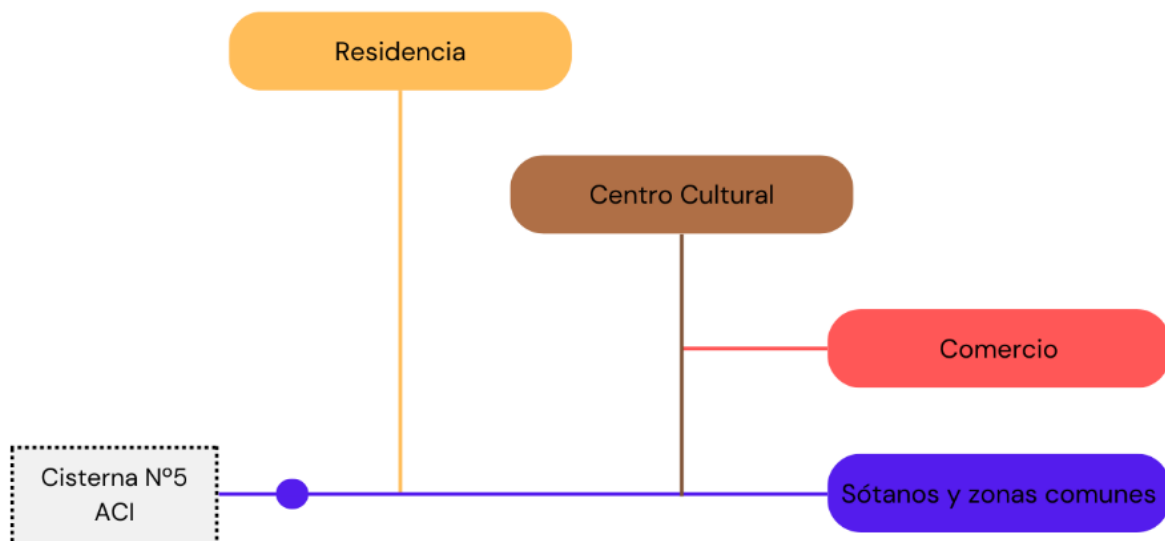 Residencia
Centro Cultural
Comercio
Cisterna Nº5
ACI
Sótanos y zonas comunes